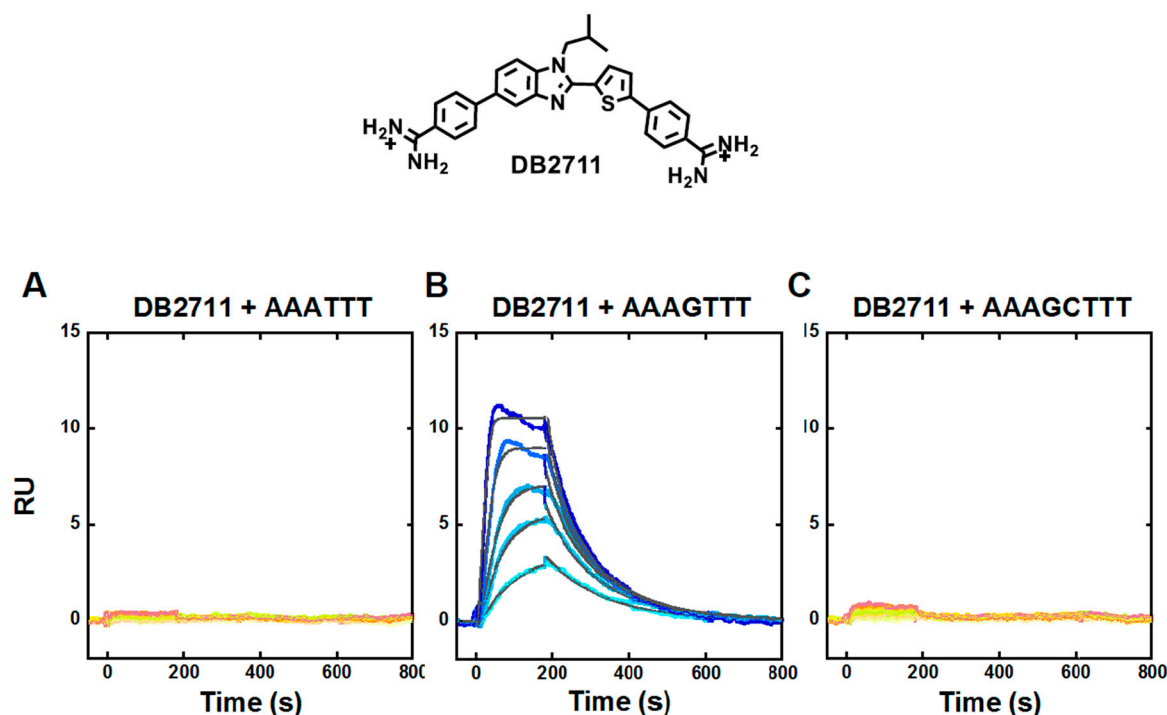 N
N
S
H₂N
+
NH₂
NH₂
+
H₂N
DB2711
A
B
C
DB2711 + AAATTT
DB2711 + AAAGTTT
DB2711 + AAAGCTTT
15
10
5
0
RU
0 200 400 600 800
Time (s)
15
10
5
0
0 200 400 600 800
Time (s)
15
10
5
0
0 200 400 600 800
Time (s)